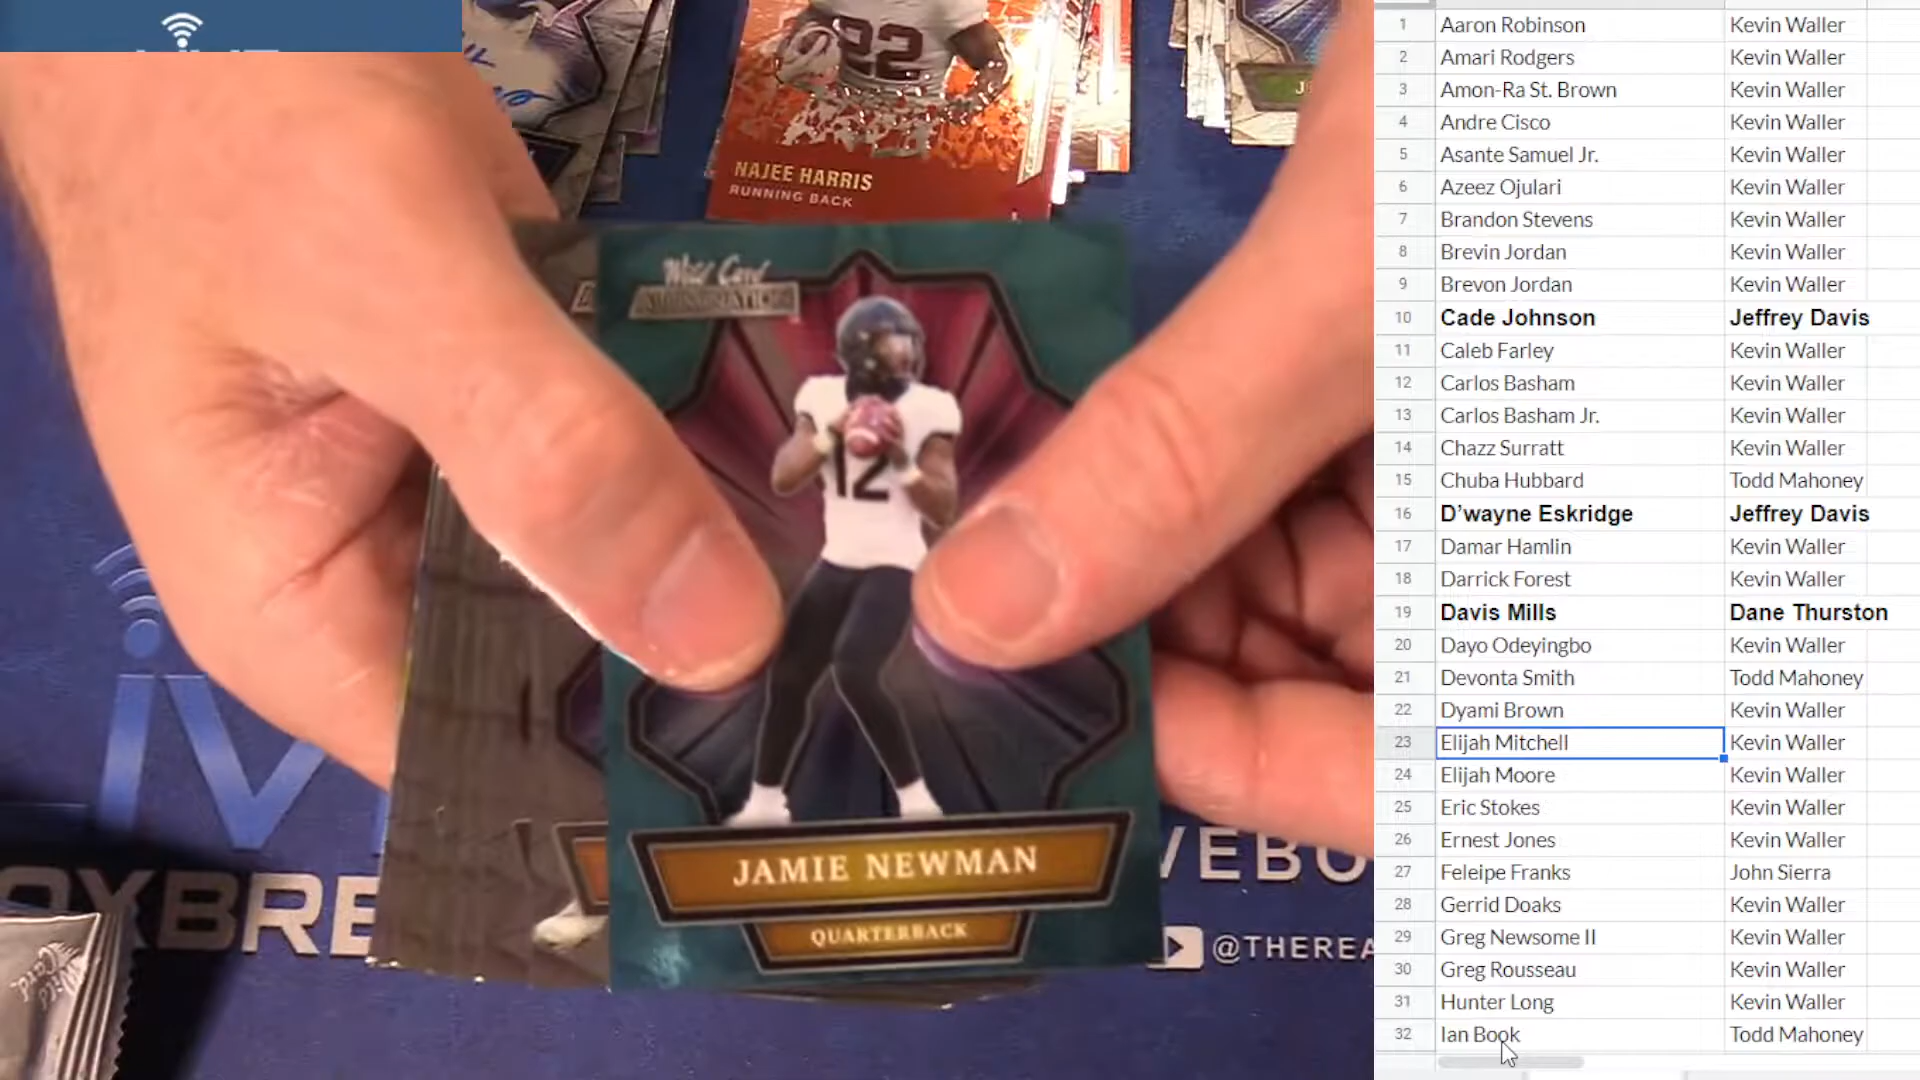 22
NAJEE HARRIS
RUNNING BACK
Wild Card
12
JAMIE NEWMAN
QUARTERBACK
OXBRE
VEBO
@THEREA
Wild Card
1 Aaron Robinson Kevin Waller
2 Amari Rodgers Kevin Waller
3 Amon-Ra St. Brown Kevin Waller
4 Andre Cisco Kevin Waller
5 Asante Samuel Jr. Kevin Waller
6 Azeez Ojulari Kevin Waller
7 Brandon Stevens Kevin Waller
8 Brevin Jordan Kevin Waller
9 Brevon Jordan Kevin Waller
10 Cade Johnson Jeffrey Davis
11 Caleb Farley Kevin Waller
12 Carlos Basham Kevin Waller
13 Carlos Basham Jr. Kevin Waller
14 Chazz Surratt Kevin Waller
15 Chuba Hubbard Todd Mahoney
16 D’wayne Eskridge Jeffrey Davis
17 Damar Hamlin Kevin Waller
18 Darrick Forest Kevin Waller
19 Davis Mills Dane Thurston
20 Dayo Odeyingbo Kevin Waller
21 Devonta Smith Todd Mahoney
22 Dyami Brown Kevin Waller
23 Elijah Mitchell Kevin Waller
24 Elijah Moore Kevin Waller
25 Eric Stokes Kevin Waller
26 Ernest Jones Kevin Waller
27 Feleipe Franks John Sierra
28 Gerrid Doaks Kevin Waller
29 Greg Newsome II Kevin Waller
30 Greg Rousseau Kevin Waller
31 Hunter Long Kevin Waller
32 Ian Book Todd Mahoney